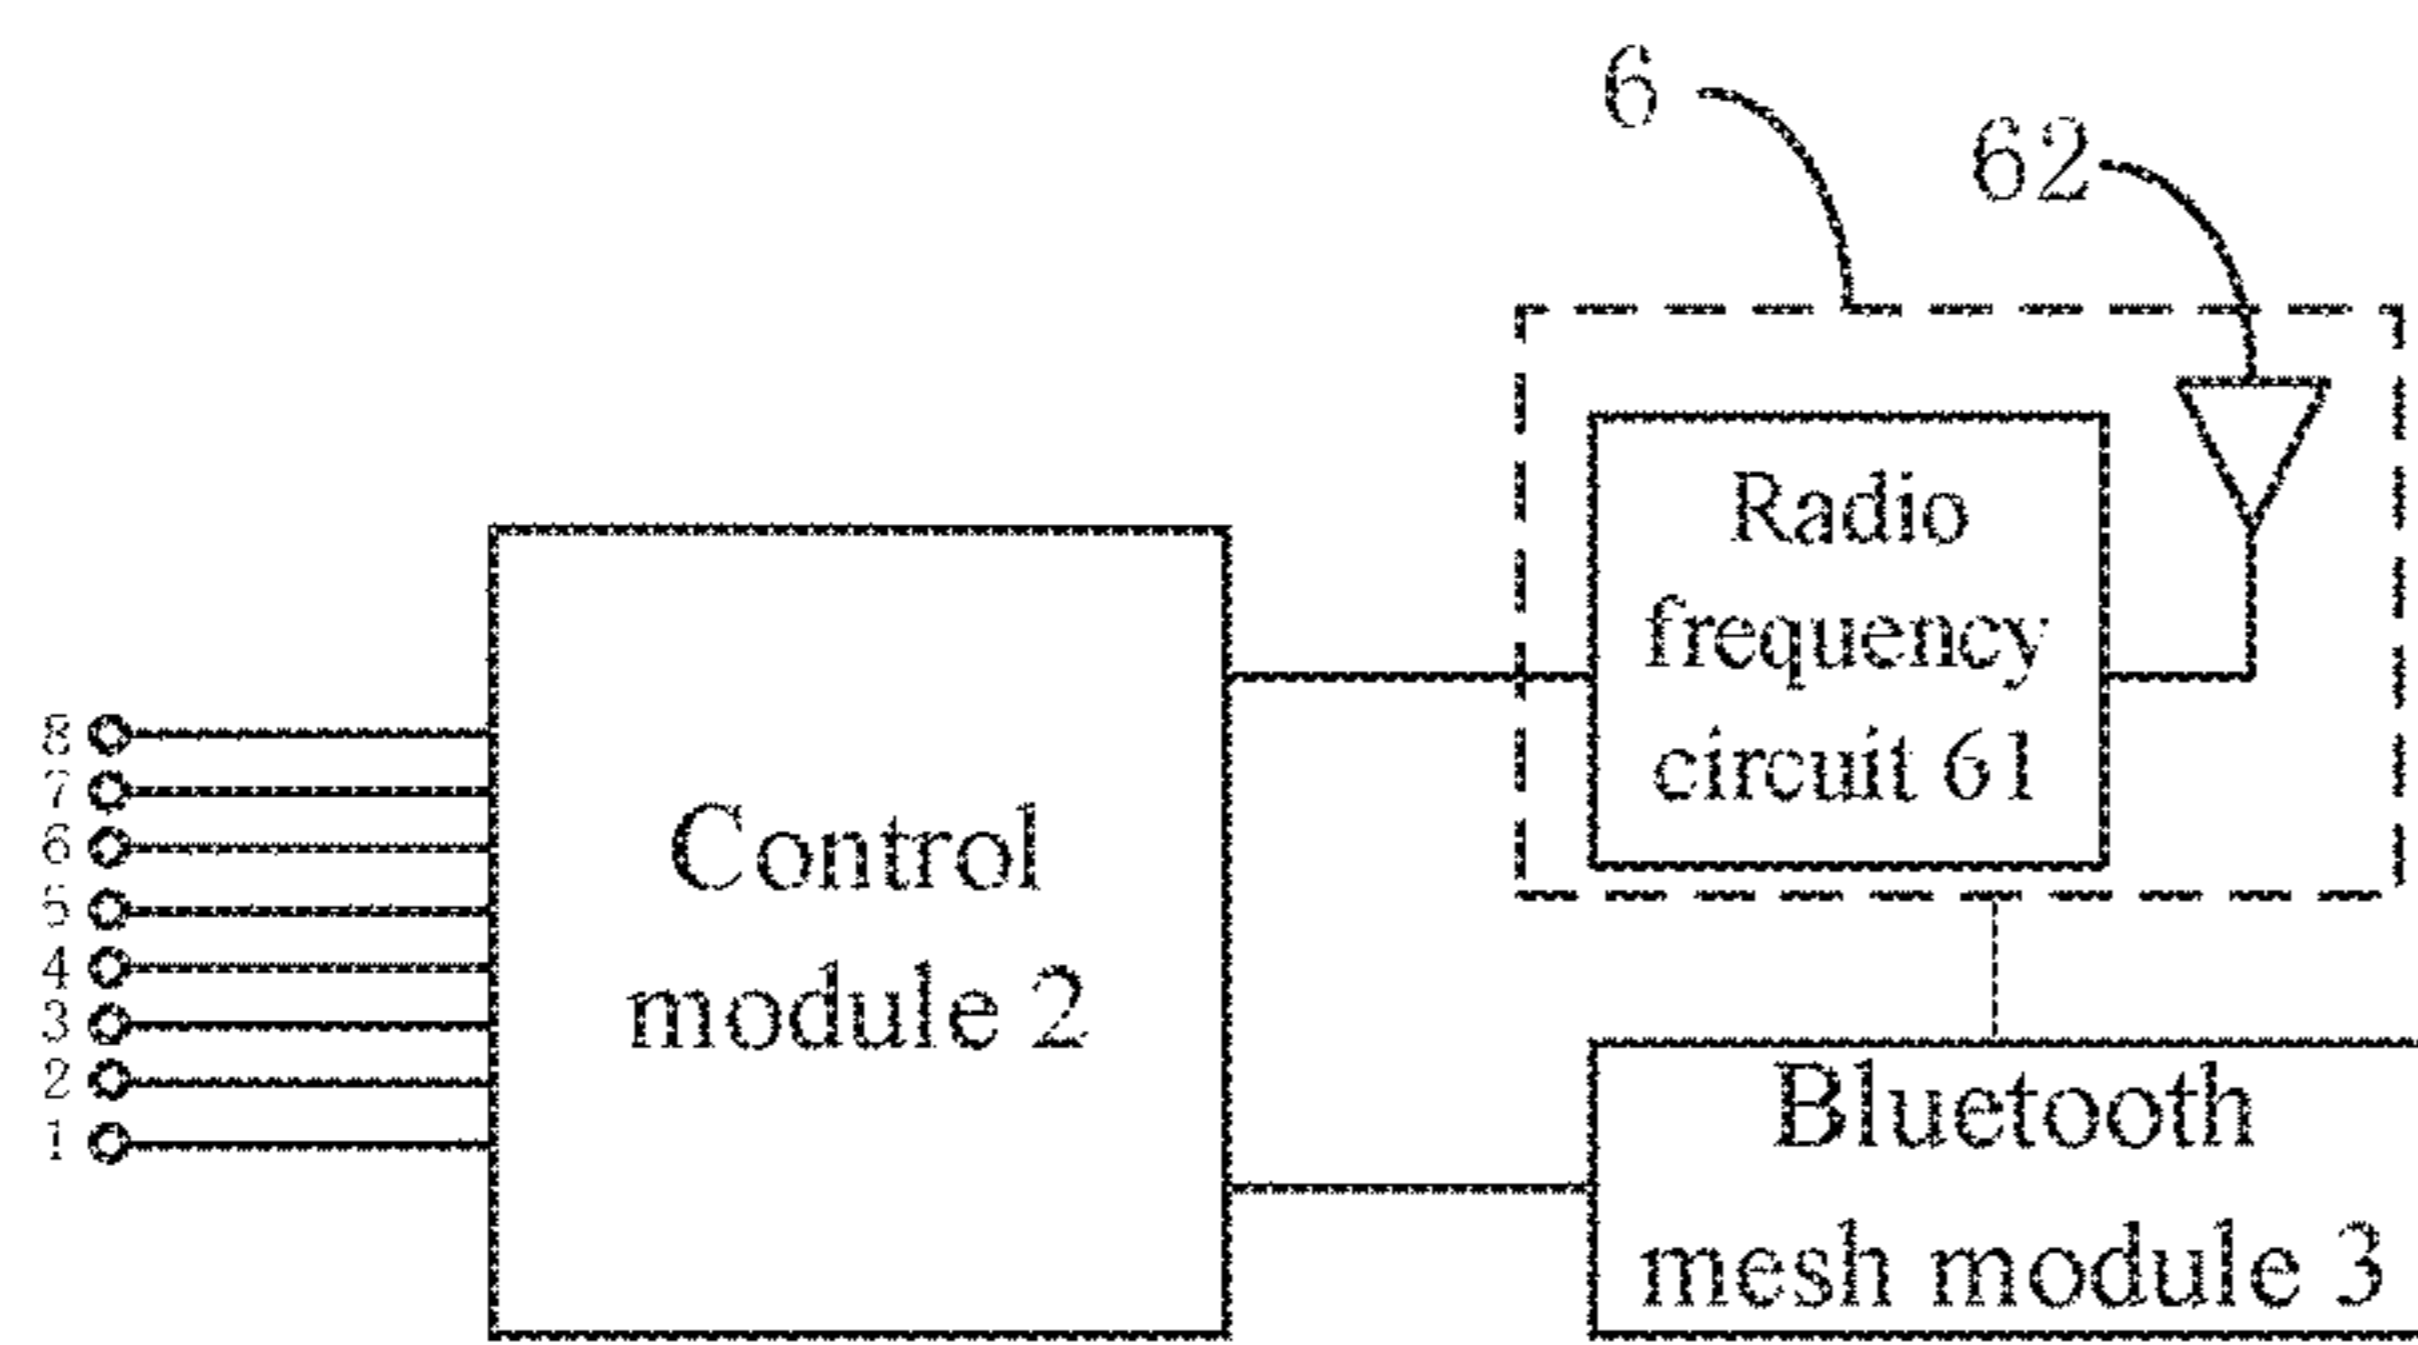 6
62
Radio
frequency
circuit 61
Control
module 2
8
7
6
5
4
3
2
1
Bluetooth
mesh module 3